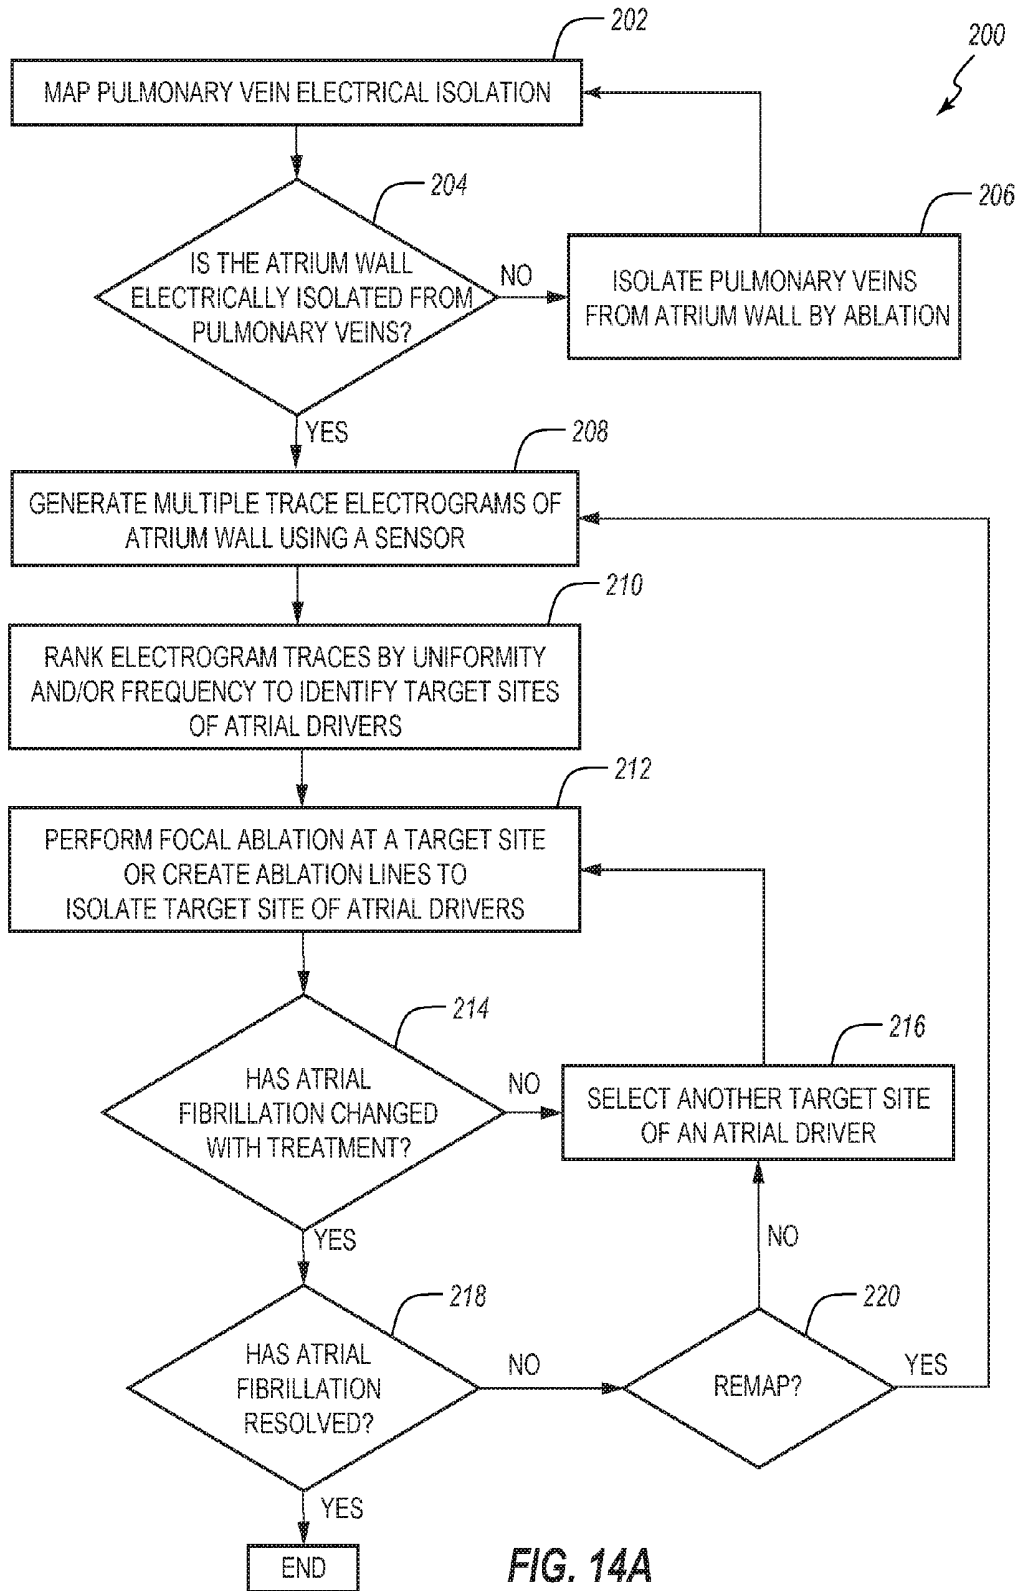 202
200
MAP PULMONARY VEIN ELECTRICAL ISOLATION
204
206
IS THE ATRIUM WALL
ELECTRICALLY ISOLATED FROM
PULMONARY VEINS?
NO
ISOLATE PULMONARY VEINS
FROM ATRIUM WALL BY ABLATION
YES
208
GENERATE MULTIPLE TRACE ELECTROGRAMS OF
ATRIUM WALL USING A SENSOR
210
RANK ELECTROGRAM TRACES BY UNIFORMITY
AND/OR FREQUENCY TO IDENTIFY TARGET SITES
OF ATRIAL DRIVERS
212
PERFORM FOCAL ABLATION AT A TARGET SITE
OR CREATE ABLATION LINES TO
ISOLATE TARGET SITE OF ATRIAL DRIVERS
214
216
HAS ATRIAL
FIBRILLATION CHANGED
WITH TREATMENT?
NO
SELECT ANOTHER TARGET SITE
OF AN ATRIAL DRIVER
YES
NO
218
220
HAS ATRIAL
FIBRILLATION
RESOLVED?
NO
REMAP?
YES
YES
END
FIG. 14A